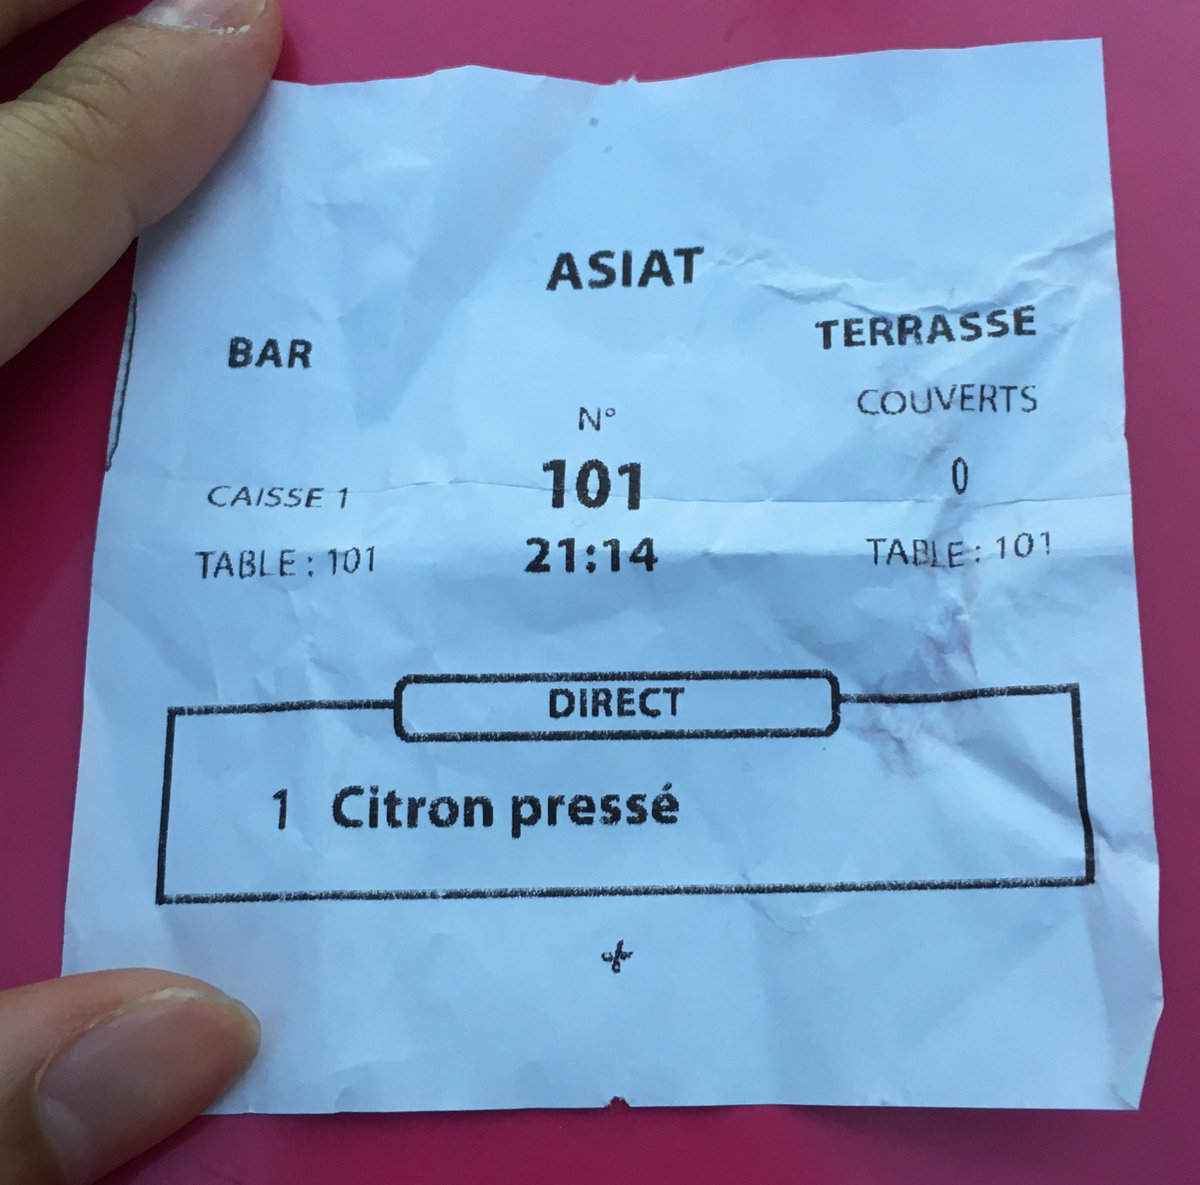 ASIAT
BAR
TERRASSE
N°
COUVERTS
CAISSE 1
101
0
TABLE : 101
21:14
TABLE : 101
DIRECT
1 Citron pressé